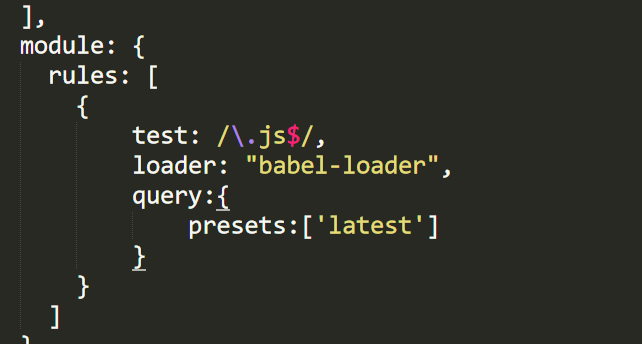 ],
module: {
rules: [
{
test: /\.js$/,
loader: "babel-loader",
query:{
presets:['latest']
}
}
]
}